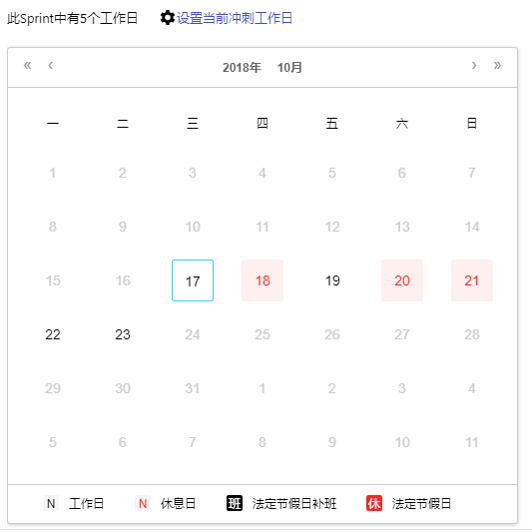 此Sprint中有5个工作日 设置当前冲刺工作日
« ‹ 2018年 10月 › »
一 二 三 四 五 六 日
1 2 3 4 5 6 7
8 9 10 11 12 13 14
15 16 17 18 19 20 21
22 23 24 25 26 27 28
29 30 31 1 2 3 4
5 6 7 8 9 10 11
N 工作日 N 休息日 班 法定节假日补班 休 法定节假日